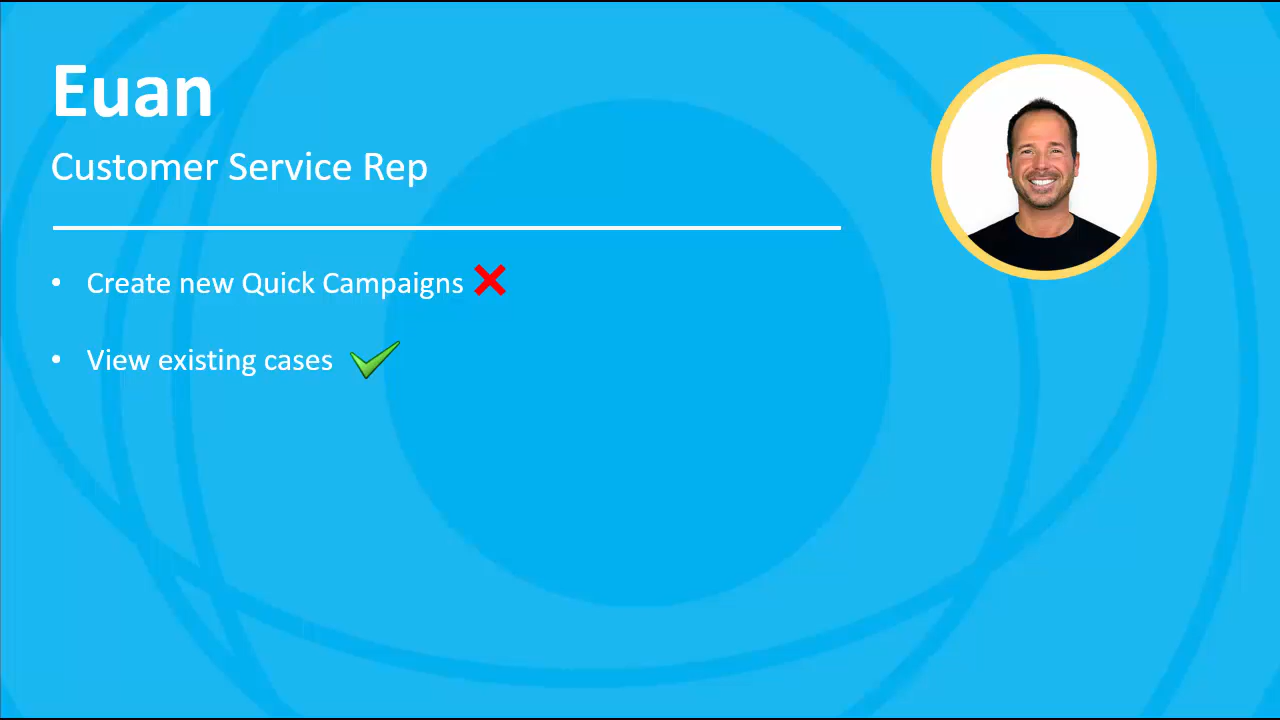 Euan
Customer Service Rep
• Create new Quick Campaigns
• View existing cases